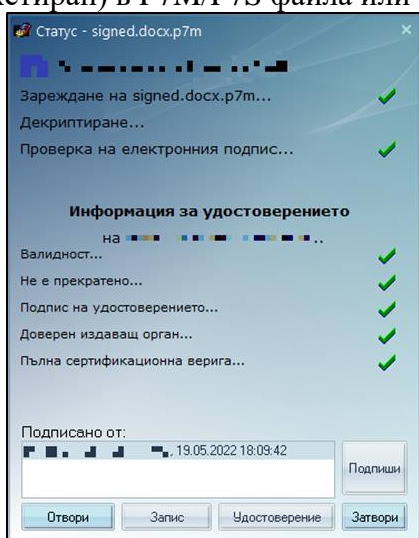 кетиран) в P7M/P7S файла или
Статус - signed.docx.p7m
Зареждане на signed.docx.p7m...
Декриптиране...
Проверка на електронния подпис...
Информация за удостоверението
на ..
Валидност...
Не е прекратено...
Подпис на удостоверението...
Доверен издаващ орган...
Пълна сертификационна верига...
Подписано от:
, 19.05.2022 18:09:42
Подпиши
Отвори Запис Удостоверение Затвори